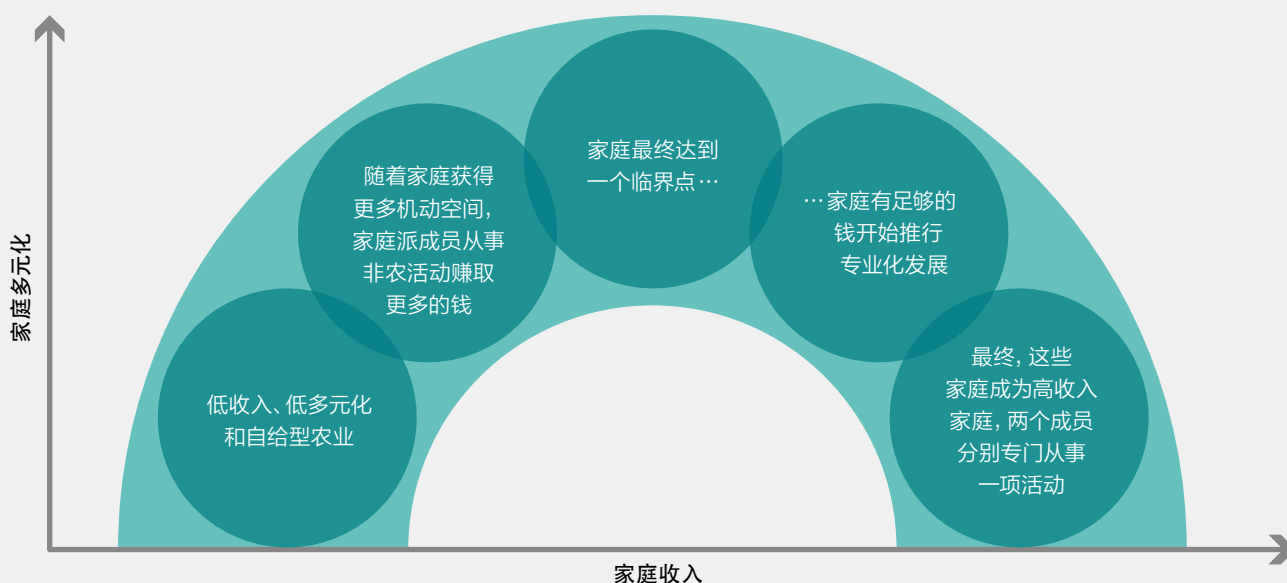 家庭多元化
低收入、低多元化
和自给型农业
随着家庭获得
更多机动空间，
家庭派成员从事
非农活动赚取
更多的钱
家庭最终达到
一个临界点…
…家庭有足够的
钱开始推行
专业化发展
最终，这些
家庭成为高收入
家庭，两个成员
分别专门从事
一项活动
家庭收入